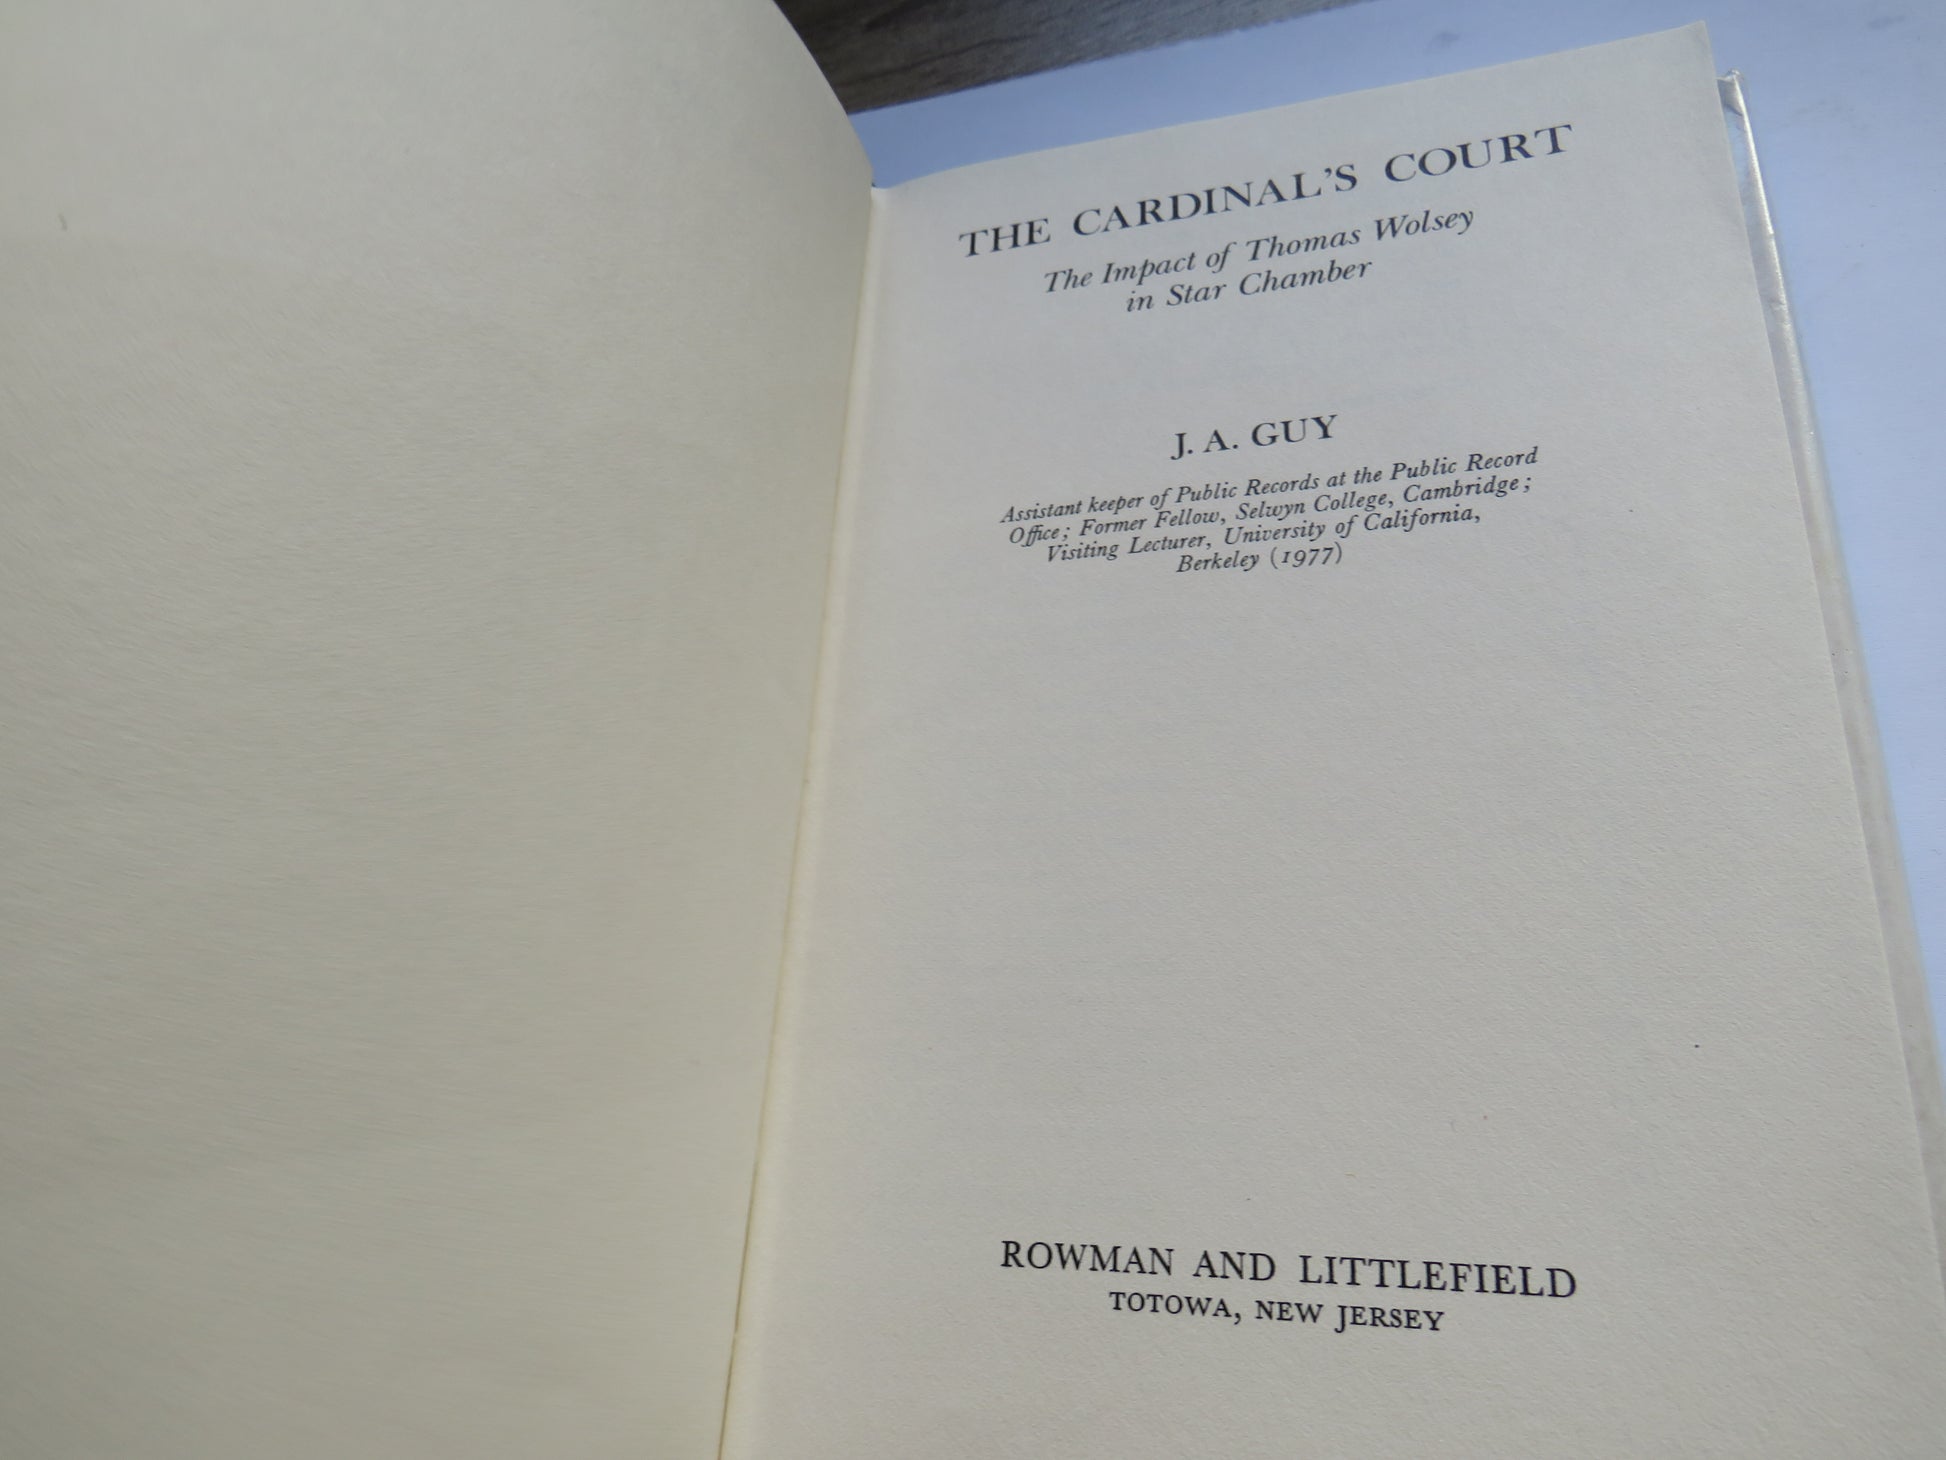 THE CARDINAL'S COURT
The Impact of Thomas Wolsey
in Star Chamber
J. A. GUY
Assistant keeper of Public Records at the Public Record
Office; Former Fellow, Selwyn College, Cambridge;
Visiting Lecturer, University of California,
Berkeley (1977)
ROWMAN AND LITTLEFIELD
TOTOWA, NEW JERSEY